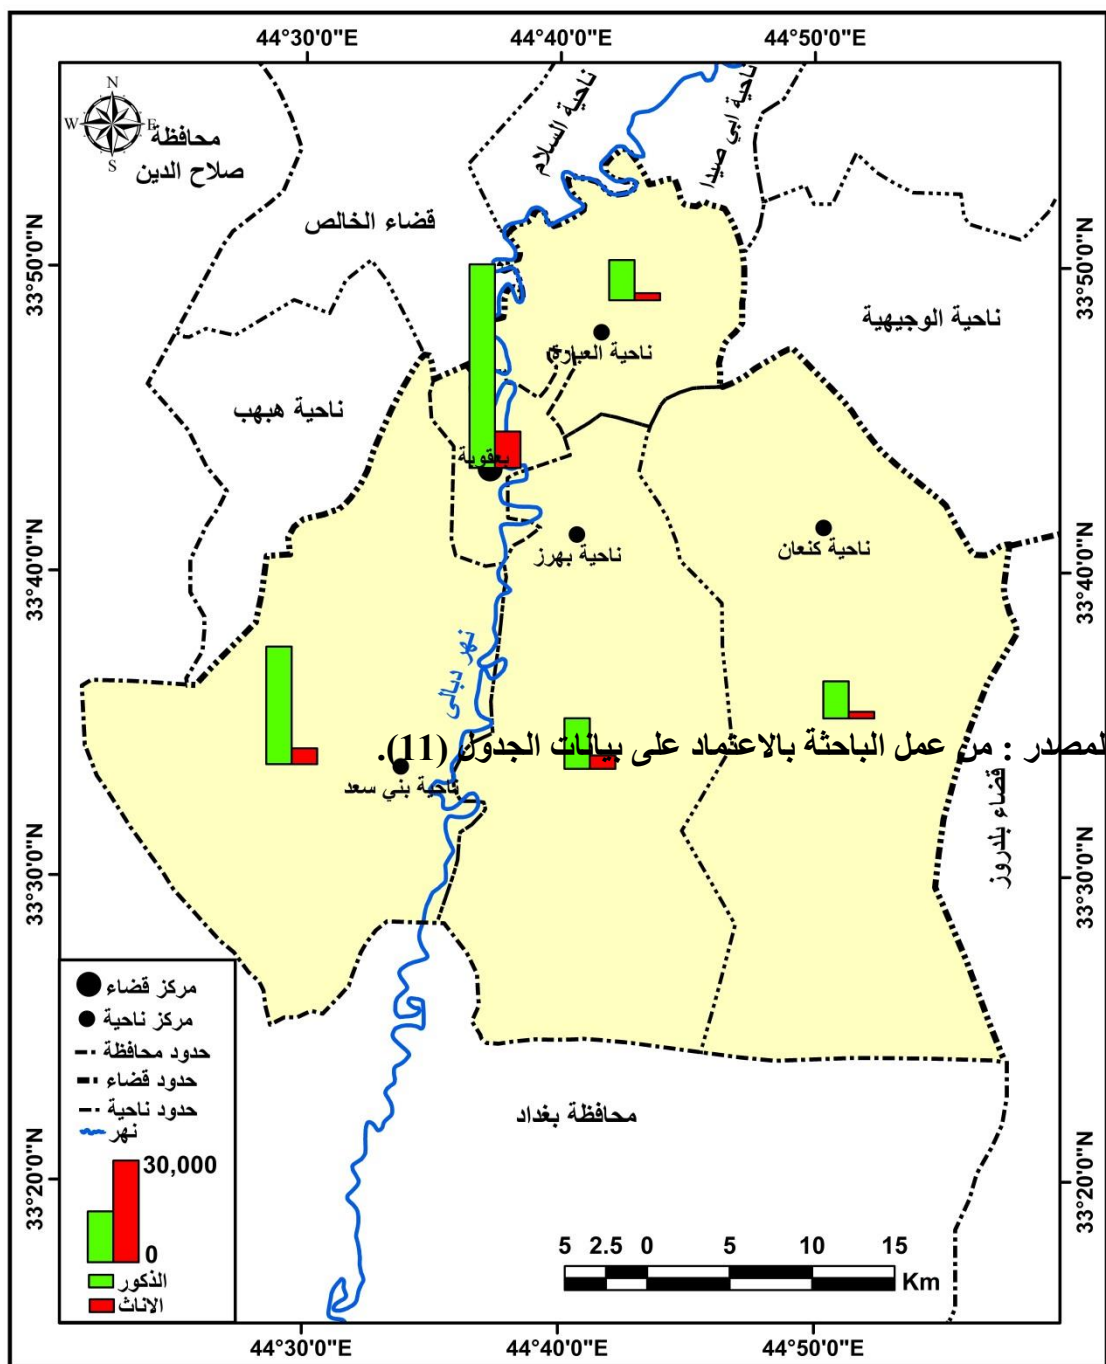 44°30'0"E 44°40'0"E 44°50'0"E
N
W E
S
محافظة
صلاح الدين
ناحية السلام
ناحية ابي صيدا
قضاء الخالص
33°50'0"N
33°50'0"N
ناحية الوجيهية
ناحية العبارة
ناحية هبهب
بعقوبة
ناحية بهرز
ناحية كنعان
33°40'0"N
33°40'0"N
نهر ديالى
لمصدر : من عمل الباحثة بالاعتماد على بيانات الجدول (11).
ناحية بني سعد
قضاء بلدروز
33°30'0"N
33°30'0"N
مركز قضاء
مركز ناحية
حدود محافظة
حدود قضاء
حدود ناحية
نهر
30,000
0
الذكور
الاناث
محافظة بغداد
33°20'0"N
33°20'0"N
5 2.5 0 5 10 15
Km
44°30'0"E 44°40'0"E 44°50'0"E